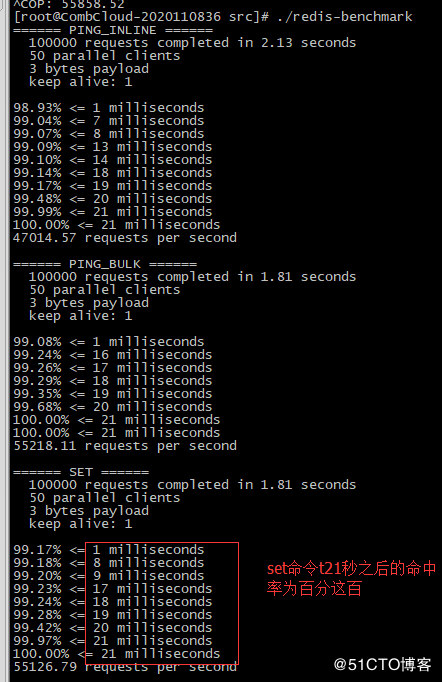 ^COP: 55858.52
[root@CombCloud-2020110836 src]# ./redis-benchmark
====== PING_INLINE ======
100000 requests completed in 2.13 seconds
50 parallel clients
3 bytes payload
keep alive: 1
98.93% <= 1 milliseconds
99.04% <= 7 milliseconds
99.07% <= 8 milliseconds
99.09% <= 13 milliseconds
99.10% <= 14 milliseconds
99.14% <= 18 milliseconds
99.17% <= 19 milliseconds
99.48% <= 20 milliseconds
99.99% <= 21 milliseconds
100.00% <= 21 milliseconds
47014.57 requests per second
====== PING_BULK ======
100000 requests completed in 1.81 seconds
50 parallel clients
3 bytes payload
keep alive: 1
99.08% <= 1 milliseconds
99.24% <= 16 milliseconds
99.26% <= 17 milliseconds
99.29% <= 18 milliseconds
99.35% <= 19 milliseconds
99.68% <= 20 milliseconds
100.00% <= 21 milliseconds
100.00% <= 21 milliseconds
55218.11 requests per second
====== SET ======
100000 requests completed in 1.81 seconds
50 parallel clients
3 bytes payload
keep alive: 1
99.17% <= 1 milliseconds
99.18% <= 8 milliseconds
99.20% <= 9 milliseconds
99.23% <= 17 milliseconds
99.24% <= 18 milliseconds
99.28% <= 19 milliseconds
99.42% <= 20 milliseconds
99.97% <= 21 milliseconds
100.00% <= 21 milliseconds
55126.79 requests per second
set命令t21秒之后的命中
率为百分这百
@51CTO博客